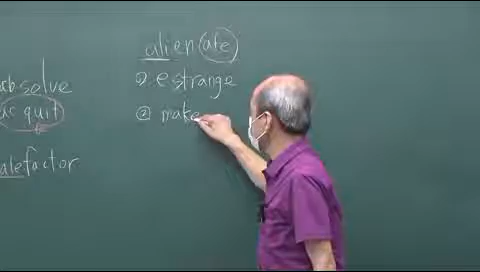 absolve
ac quit
alefactor
alien(ate)
① estrange
② make